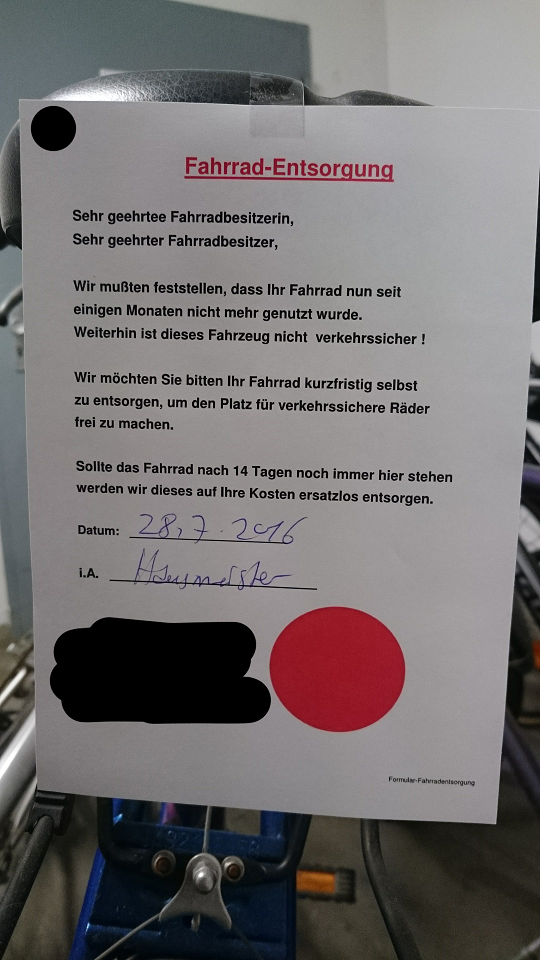 Fahrrad-Entsorgung
Sehr geehrtee Fahrradbesitzerin,
Sehr geehrter Fahrradbesitzer,
Wir mußten feststellen, dass Ihr Fahrrad nun seit
einigen Monaten nicht mehr genutzt wurde.
Weiterhin ist dieses Fahrzeug nicht verkehrssicher !
Wir möchten Sie bitten Ihr Fahrrad kurzfristig selbst
zu entsorgen, um den Platz für verkehrssichere Räder
frei zu machen.
Sollte das Fahrrad nach 14 Tagen noch immer hier stehen
werden wir dieses auf Ihre Kosten ersatzlos entsorgen.
Datum: 28.7.2016
i.A. Hausmeister
Formular-Fahrradentsorgung